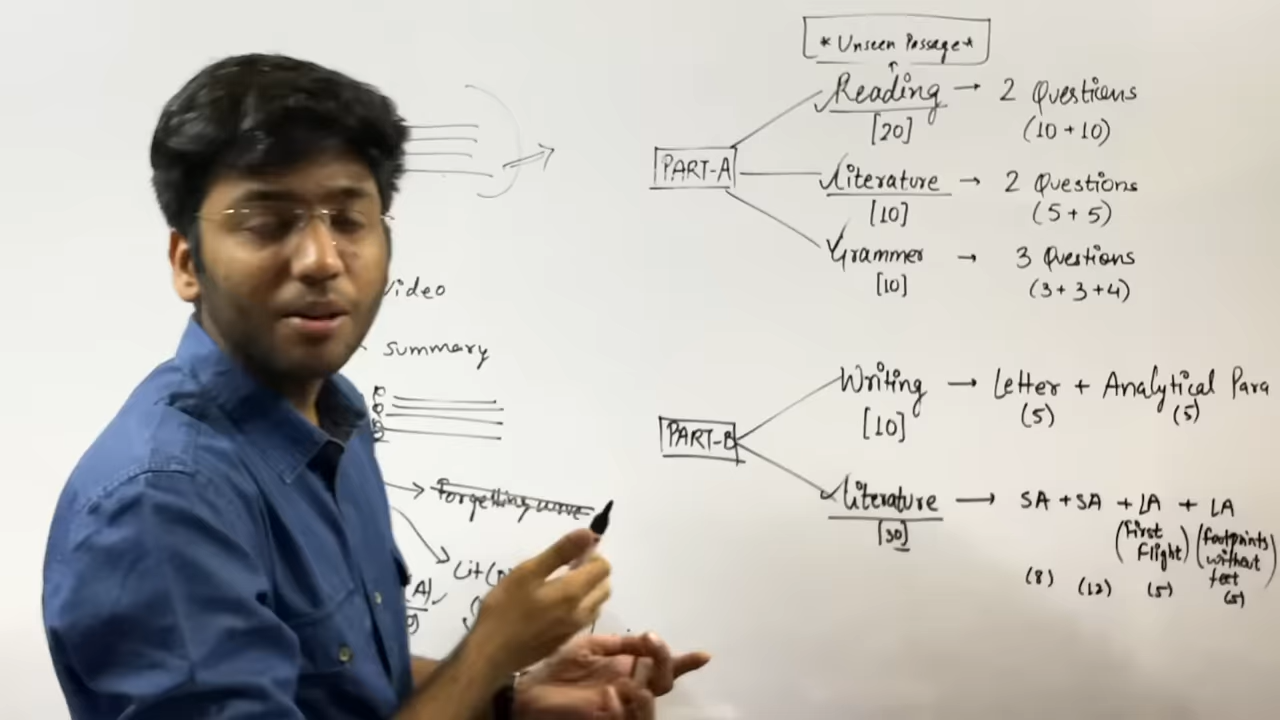 *Unseen Passage*
PART-A
Reading → 2 Questions
[20] (10 + 10)
Literature → 2 Questions
[10] (5 + 5)
Grammer → 3 Questions
[10] (3 + 3 + 4)
PART-B
Writing → Letter + Analytical Para
[10] (5) (5)
Literature → SA + SA + LA + LA
[30] (First Flight) (footprints without feet)
(8) (12) (5) (5)
Video
Summary
Lit